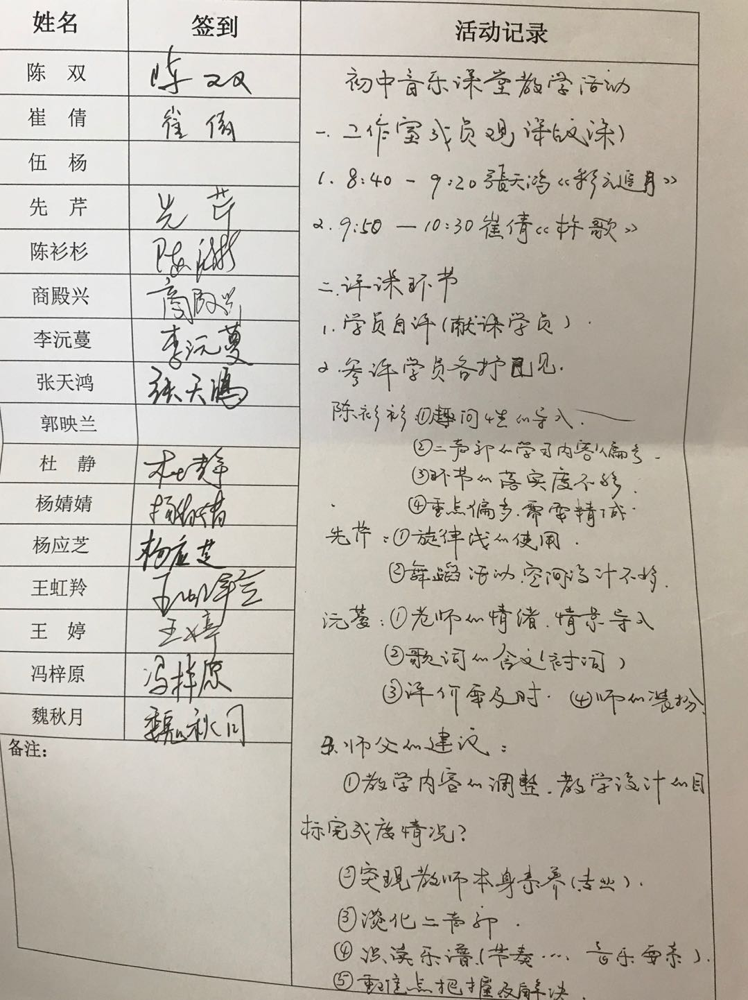 姓名 签到 活动记录
陈 双 陈双
崔 倩 崔倩
伍 杨
先 芹 先芹
陈衫杉 陈衫杉
商殿兴 商殿兴
李沅蔓 李沅蔓
张天鸿 张天鸿
郭映兰
杜 静 杜静
杨婧婧 杨婧婧
杨应芝 杨应芝
王虹羚 王虹羚
王 婷 王婷
冯梓原 冯梓原
魏秋月 魏秋月
备注：
初中音乐课堂教学活动
一、工作室成员观课(献课)
1. 8:40 - 9:20 张天鸿《彩云追月》
2. 9:50 — 10:30 崔倩《杵歌》
二、评课环节
1. 学员自评(献课学员).
2. 参评学员各抒己见.
陈衫衫 ①趣问性的导入.
②二声部的学习内容偏多.
③环节的落实度不够.
④重点偏多.需要精减.
先芹：①旋律线的使用.
②舞蹈活动.空间设计不够.
沅蔓：①老师的情绪.情景导入
②歌词的含义(衬词)
③评价要及时. ④师的装扮.
3.师父的建议：
①教学内容的调整.教学设计的目
标完成度情况?
②突现教师本身素养(专业).
③淡化二声部.
④识读乐谱(节奏…. 音乐要素).
⑤重难点把握及解决.